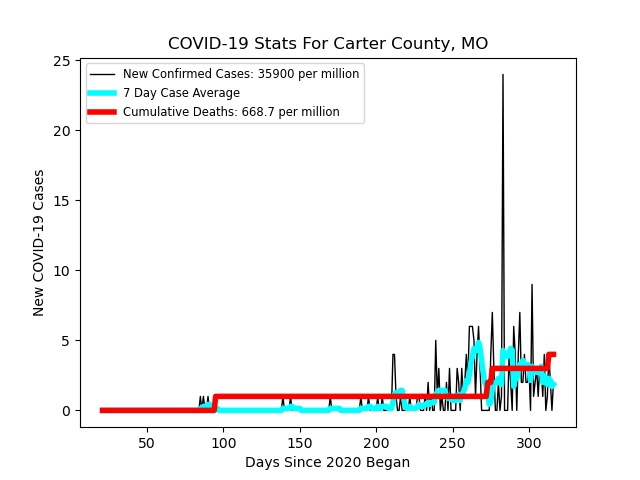 COVID-19 Stats For Carter County, MO
New Confirmed Cases: 35900 per million
7 Day Case Average
Cumulative Deaths: 668.7 per million
New COVID-19 Cases
25
20
15
10
5
0
50 100 150 200 250 300
Days Since 2020 Began